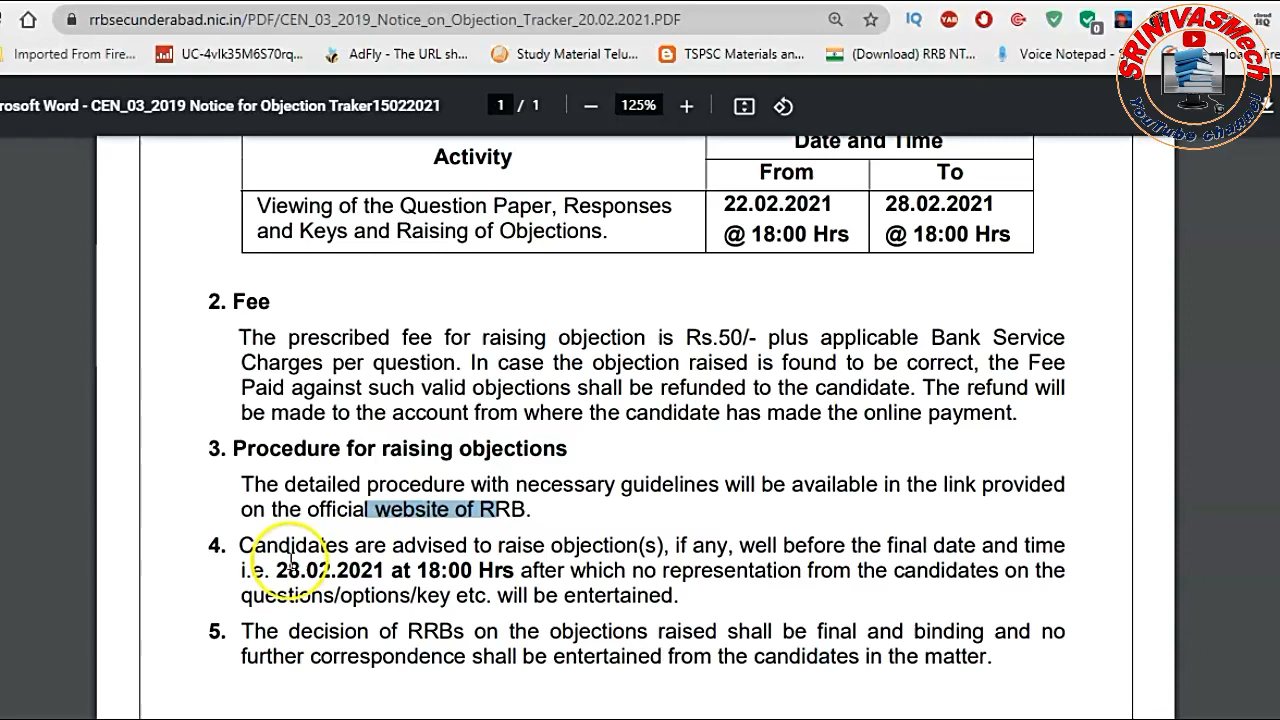 rrbsecunderabad.nic.in/PDF/CEN_03_2019_Notice_on_Objection_Tracker_20.02.2021.PDF
IQ
YAB
0
cloud
HQ
Imported From Fire...
UC-4vlk35M6S70rq...
AdFly - The URL sh...
Study Material Telu...
TSPSC Materials an...
(Download) RRB NT...
Voice Notepad - S
SRINIVASMech
YouTube channel
rosoft Word - CEN_03_2019 Notice for Objection Traker15022021
1 / 1
125%
Date and Time
Activity
From
To
Viewing of the Question Paper, Responses
and Keys and Raising of Objections.
22.02.2021
@ 18:00 Hrs
28.02.2021
@ 18:00 Hrs
2. Fee
The prescribed fee for raising objection is Rs.50/- plus applicable Bank Service
Charges per question. In case the objection raised is found to be correct, the Fee
Paid against such valid objections shall be refunded to the candidate. The refund will
be made to the account from where the candidate has made the online payment.
3. Procedure for raising objections
The detailed procedure with necessary guidelines will be available in the link provided
on the official website of RRB.
4. Candidates are advised to raise objection(s), if any, well before the final date and time
i.e. 28.02.2021 at 18:00 Hrs after which no representation from the candidates on the
questions/options/key etc. will be entertained.
5. The decision of RRBs on the objections raised shall be final and binding and no
further correspondence shall be entertained from the candidates in the matter.